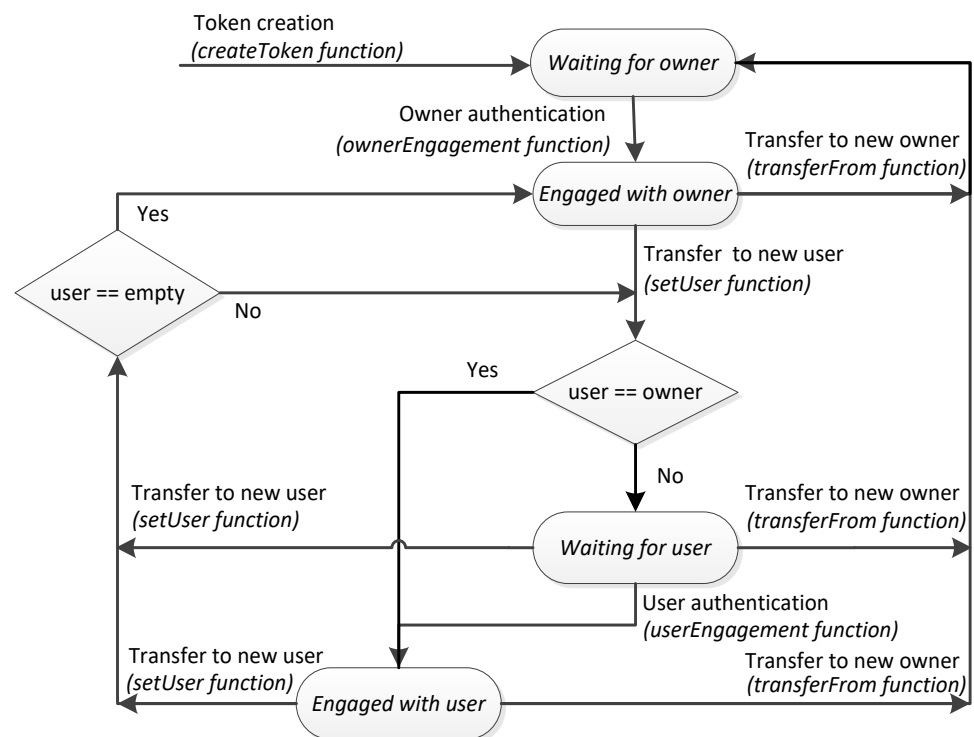 Token creation
(createToken function)
Waiting for owner
Owner authentication
(ownerEngagement function)
Transfer to new owner
(transferFrom function)
Engaged with owner
Yes
Transfer  to new user
(setUser function)
user == empty
No
Yes
user == owner
No
Transfer to new user
(setUser function)
Transfer to new owner
(transferFrom function)
Waiting for user
User authentication
(userEngagement function)
Transfer to new user
(setUser function)
Transfer to new owner
(transferFrom function)
Engaged with user